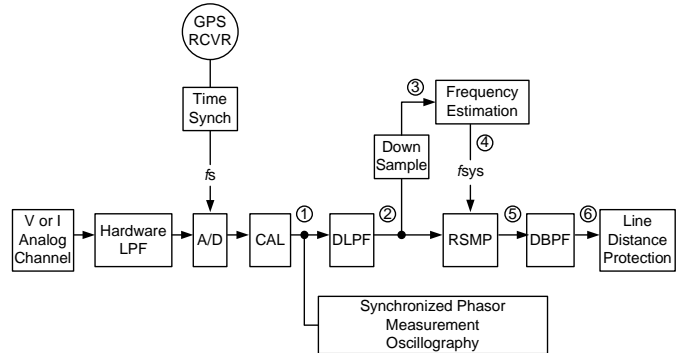 GPS
RCVR
Time
Synch
fs
③
Frequency
Estimation
④
Down
Sample
fsys
V or I
Analog
Channel
Hardware
LPF
A/D
CAL
①
DLPF
②
RSMP
⑤
DBPF
⑥
Line
Distance
Protection
Synchronized Phasor
Measurement
Oscillography